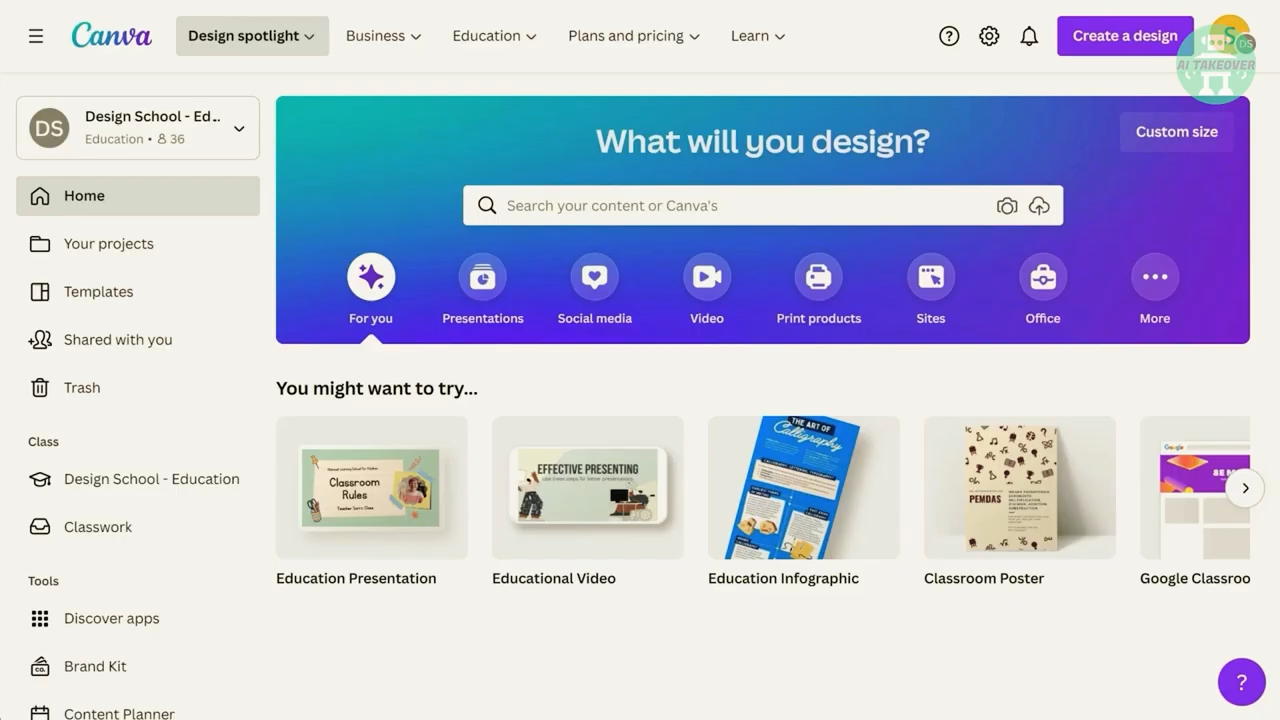 Canva
Design spotlight
Business
Education
Plans and pricing
Learn
Create a design
S
DS
AI TAKEOVER
DS
Design School - Ed..
Education • 36
Home
Your projects
Templates
Shared with you
Trash
Class
Design School - Education
Classwork
Tools
Discover apps
Brand Kit
CO.
Content Planner
What will you design?
Custom size
Search your content or Canva's
For you
Presentations
Social media
Video
Print products
Sites
Office
More
You might want to try...
Classroom
Rules
EFFECTIVE PRESENTING
THE ART OF
Calligraphy
PEMDAS
Google
Education Presentation
Educational Video
Education Infographic
Classroom Poster
Google Classroo
?